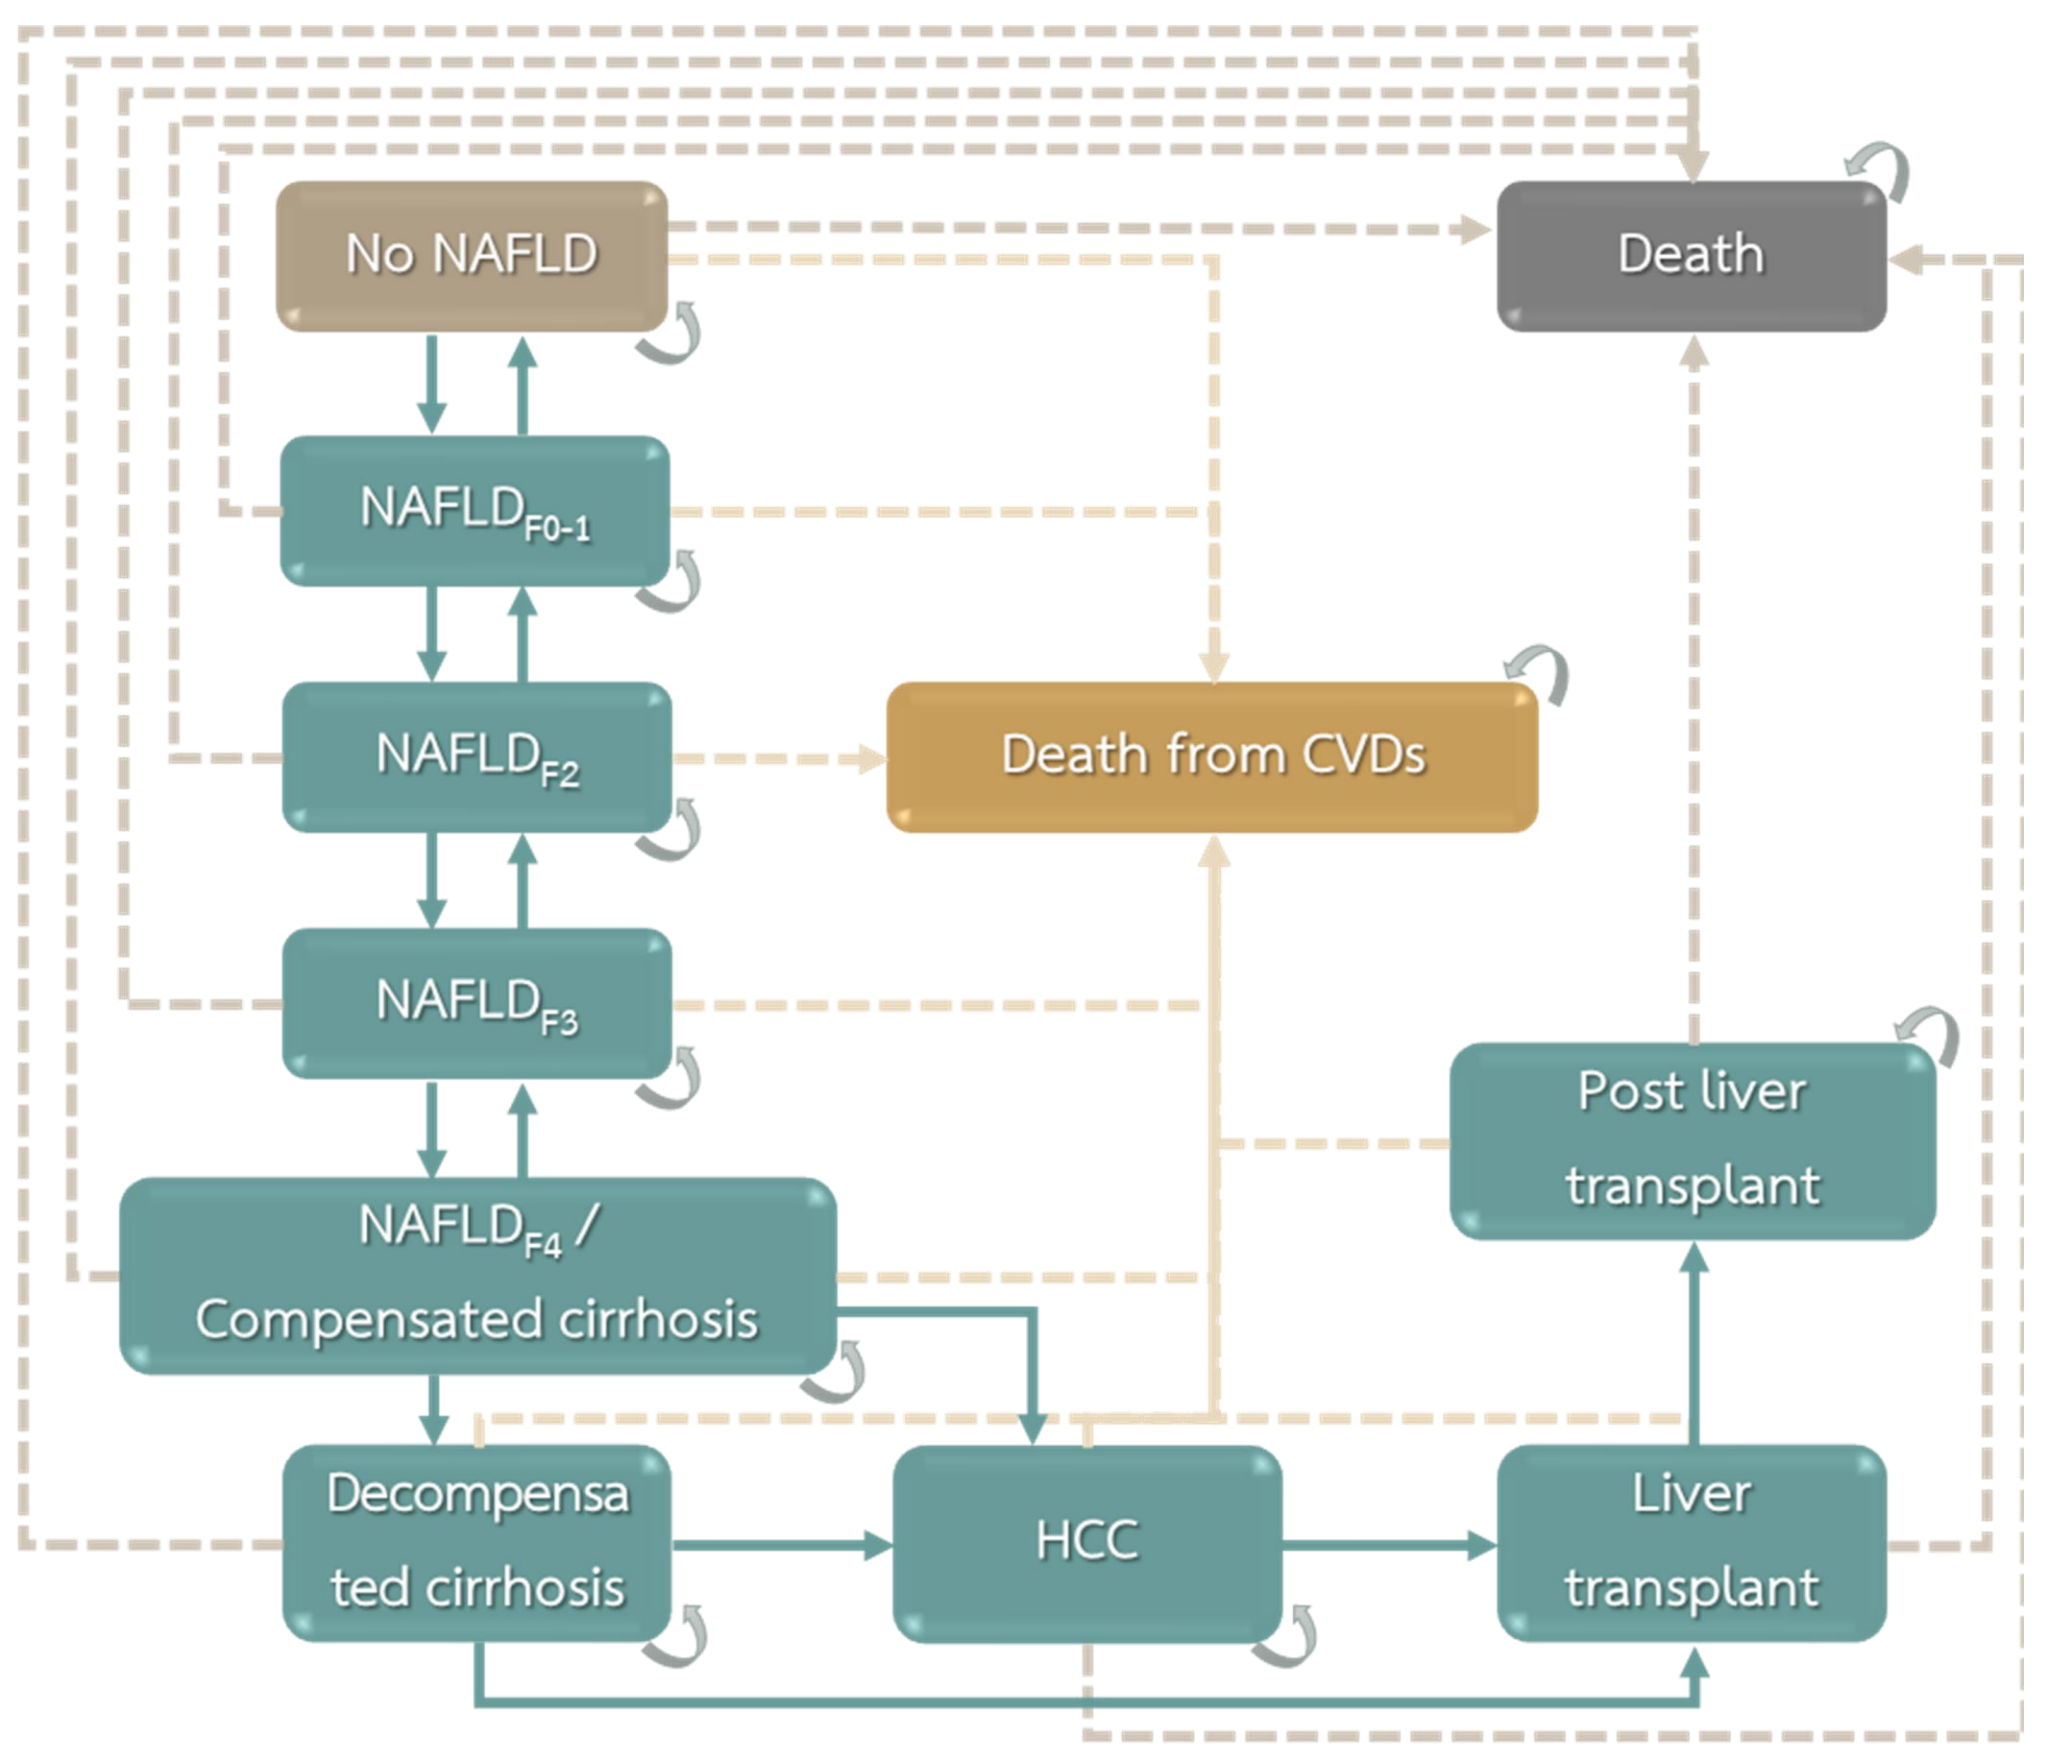 No NAFLD
Death
NAFLDF0-1
NAFLDF2
Death from CVDs
NAFLDF3
Post liver
transplant
NAFLDF4 /
Compensated cirrhosis
Decompensa
ted cirrhosis
HCC
Liver
transplant